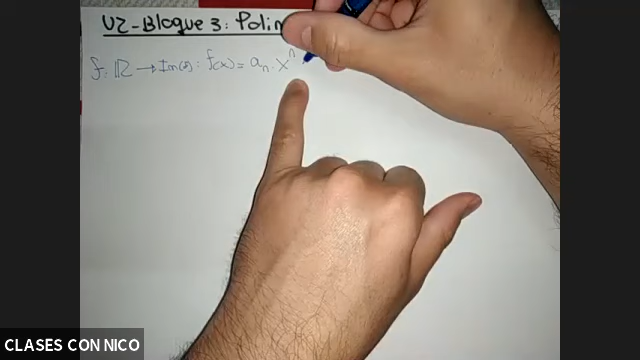 U2-Bloque 3: Polin
f: ℝ → Im(f) : f(x) = aₙ · xⁿ
CLASES CON NICO